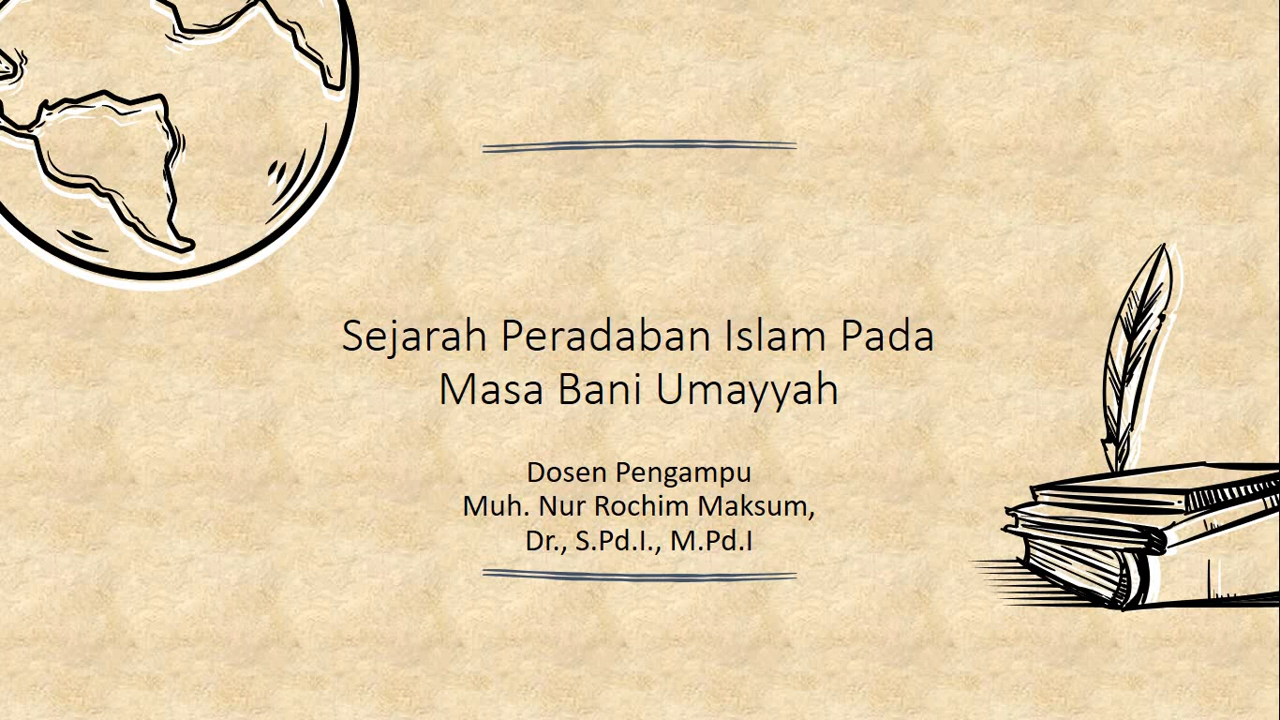 Sejarah Peradaban Islam Pada
Masa Bani Umayyah
Dosen Pengampu
Muh. Nur Rochim Maksum,
Dr., S.Pd.I., M.Pd.I